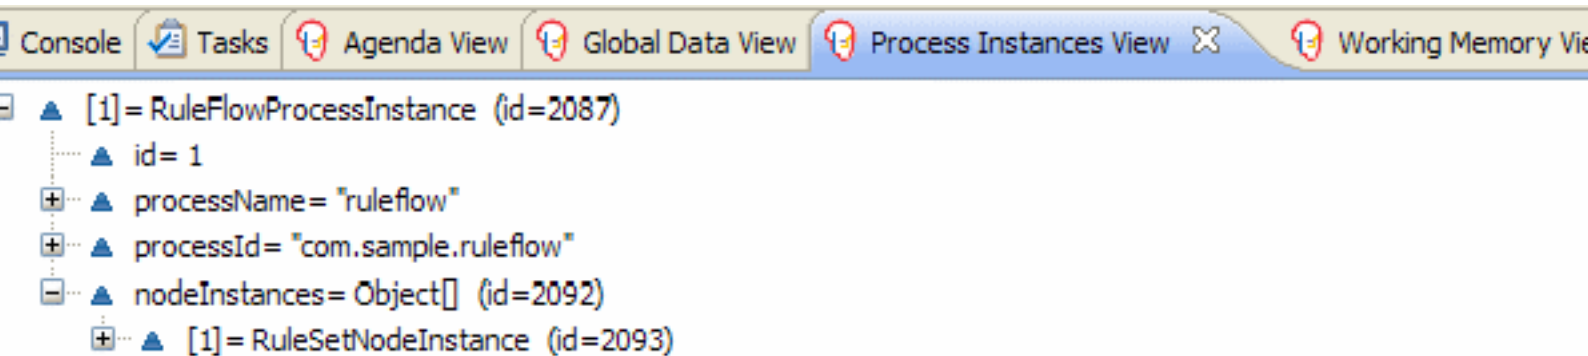 Console Tasks Agenda View Global Data View Process Instances View Working Memory Vie
[1]= RuleFlowProcessInstance (id=2087)
id= 1
processName= "ruleflow"
processId= "com.sample.ruleflow"
nodeInstances= Object[] (id=2092)
[1]= RuleSetNodeInstance (id=2093)